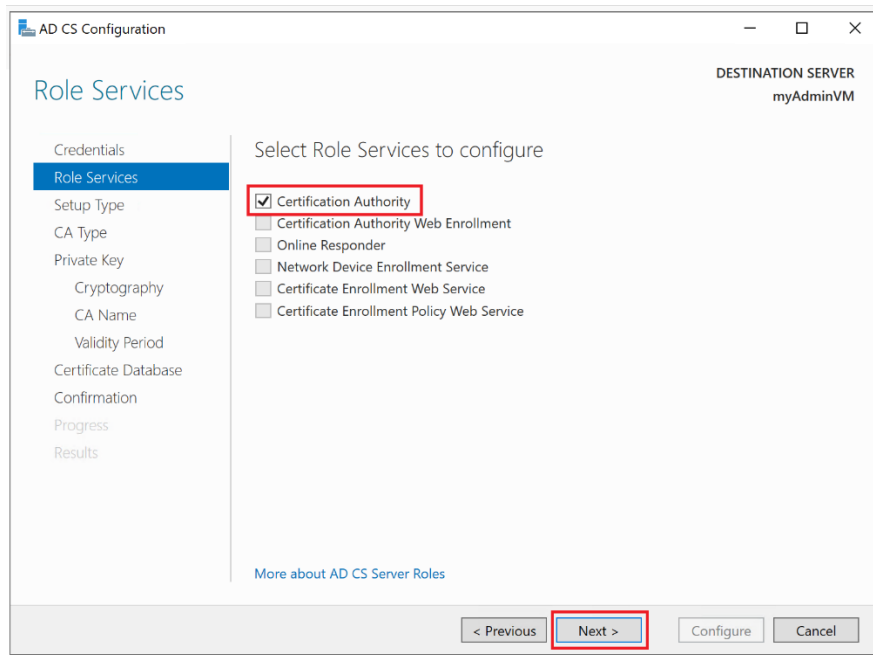 AD CS Configuration
DESTINATION SERVER
myAdminVM
Role Services
Credentials
Role Services
Setup Type
CA Type
Private Key
Cryptography
CA Name
Validity Period
Certificate Database
Confirmation
Progress
Results
Select Role Services to configure
Certification Authority
Certification Authority Web Enrollment
Online Responder
Network Device Enrollment Service
Certificate Enrollment Web Service
Certificate Enrollment Policy Web Service
More about AD CS Server Roles
< Previous
Next >
Configure
Cancel